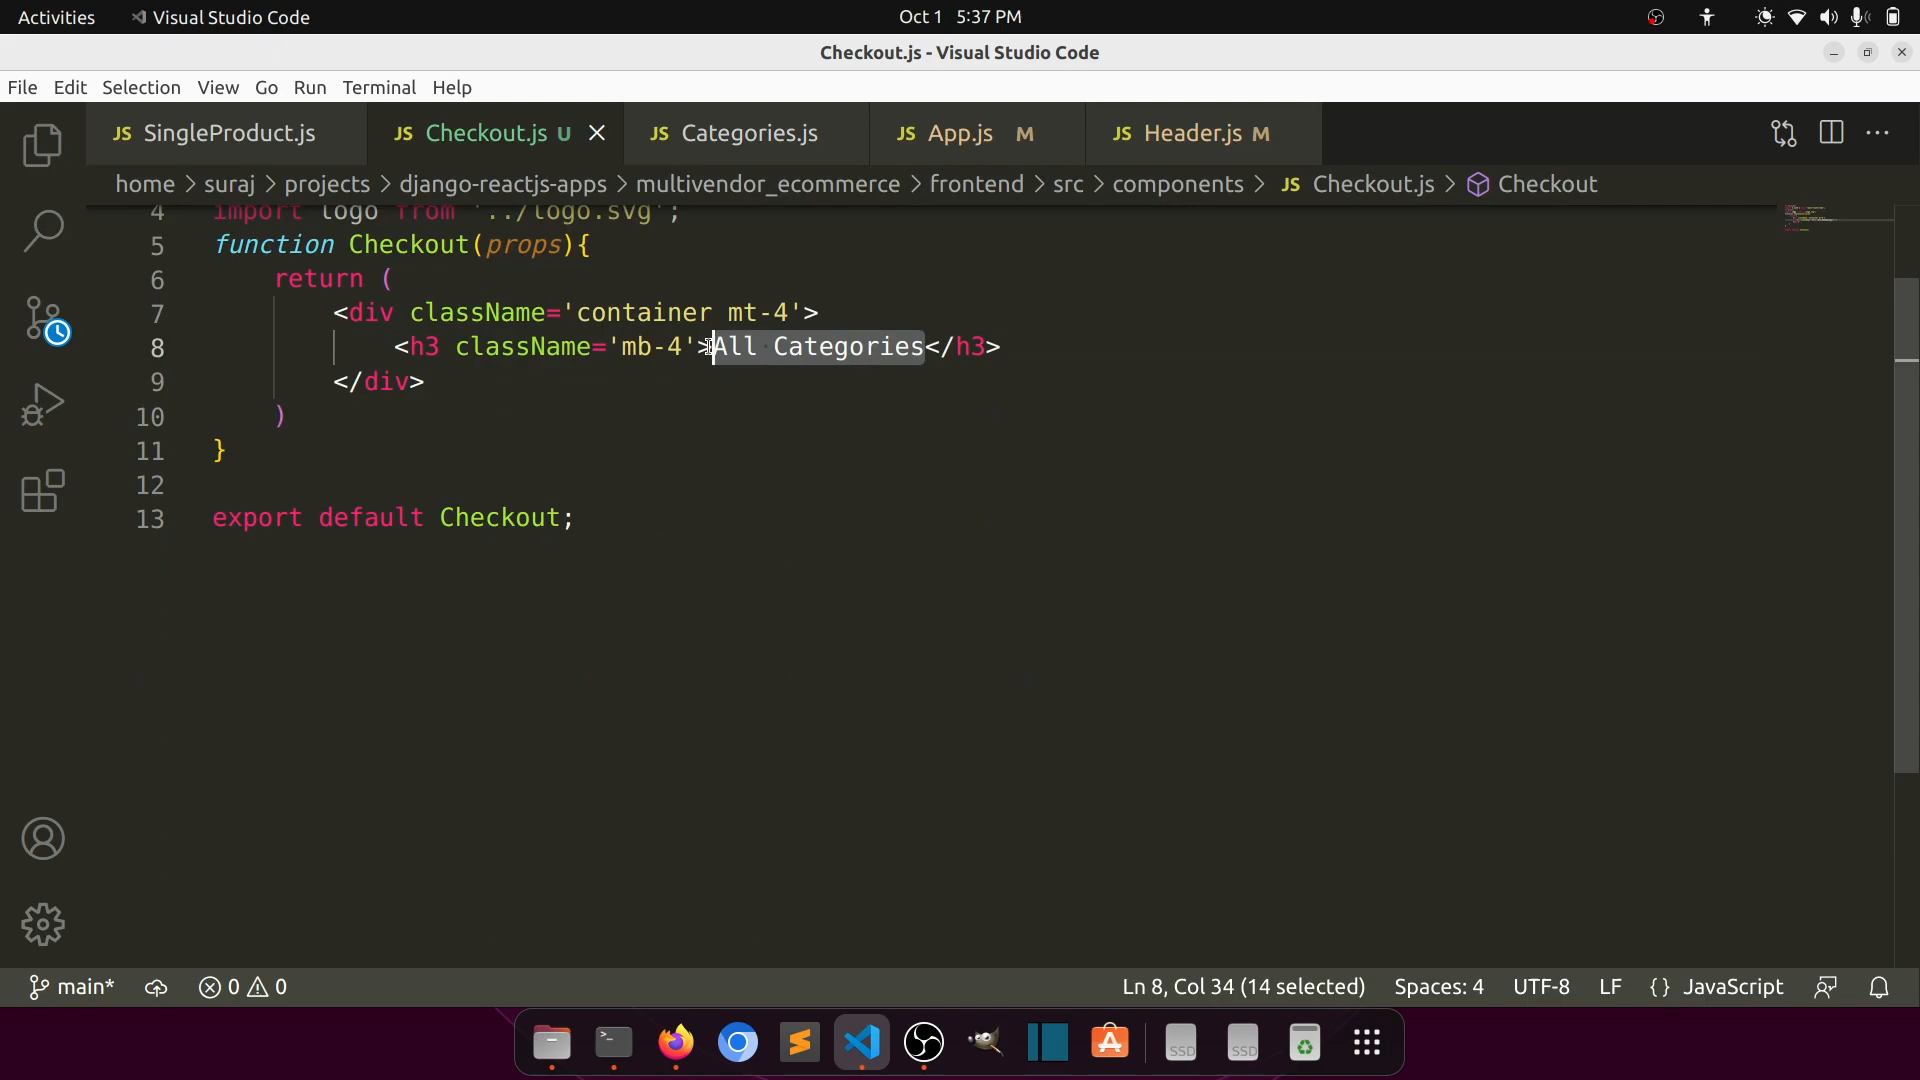 Activities Visual Studio Code Oct 1 5:37 PM
Checkout.js - Visual Studio Code
File Edit Selection View Go Run Terminal Help
JS SingleProduct.js JS Checkout.js U JS Categories.js JS App.js M JS Header.js M
home > suraj > projects > django-reactjs-apps > multivendor_ecommerce > frontend > src > components > JS Checkout.js > Checkout
4 import logo from '../logo.svg';
5 function Checkout(props){
6 return (
7 <div className='container mt-4'>
8 <h3 className='mb-4'>All Categories</h3>
9 </div>
10 )
11 }
12
13 export default Checkout;
main* 0 0 Ln 8, Col 34 (14 selected) Spaces: 4 UTF-8 LF {} JavaScript
SSD SSD